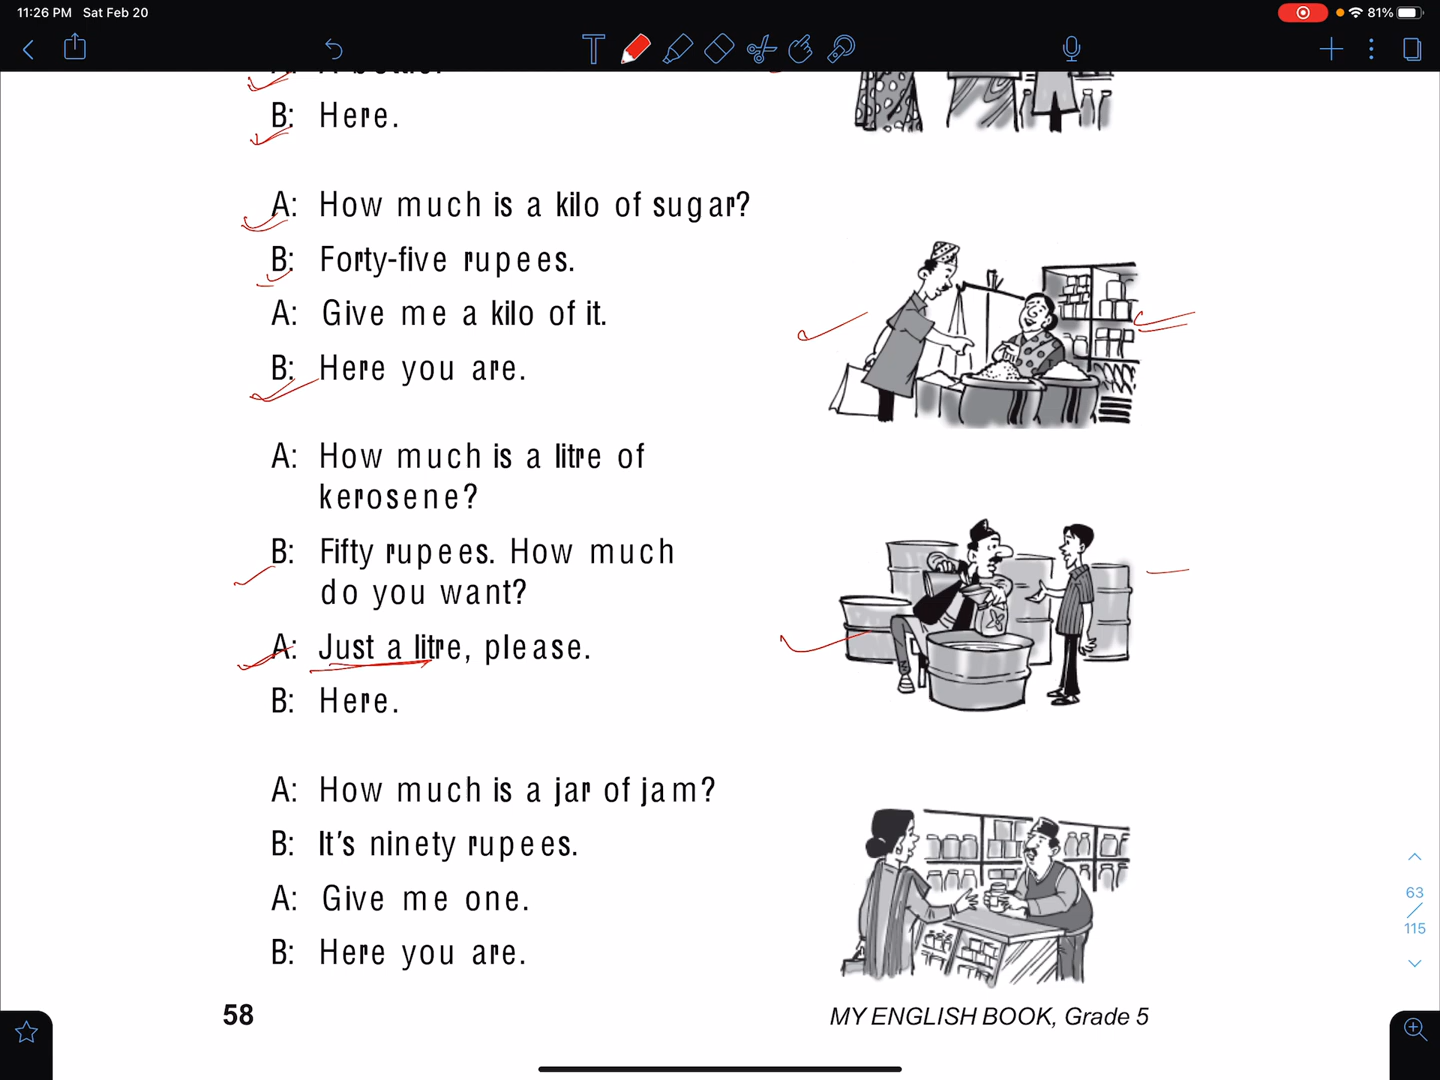 11:26 PM Sat Feb 20
81%
B: Here.
A: How much is a kilo of sugar?
B: Forty-five rupees.
A: Give me a kilo of it.
B: Here you are.
A: How much is a litre of
kerosene?
B: Fifty rupees. How much
do you want?
A: Just a litre, please.
B: Here.
A: How much is a jar of jam?
B: It's ninety rupees.
A: Give me one.
B: Here you are.
63
/
115
58
MY ENGLISH BOOK, Grade 5